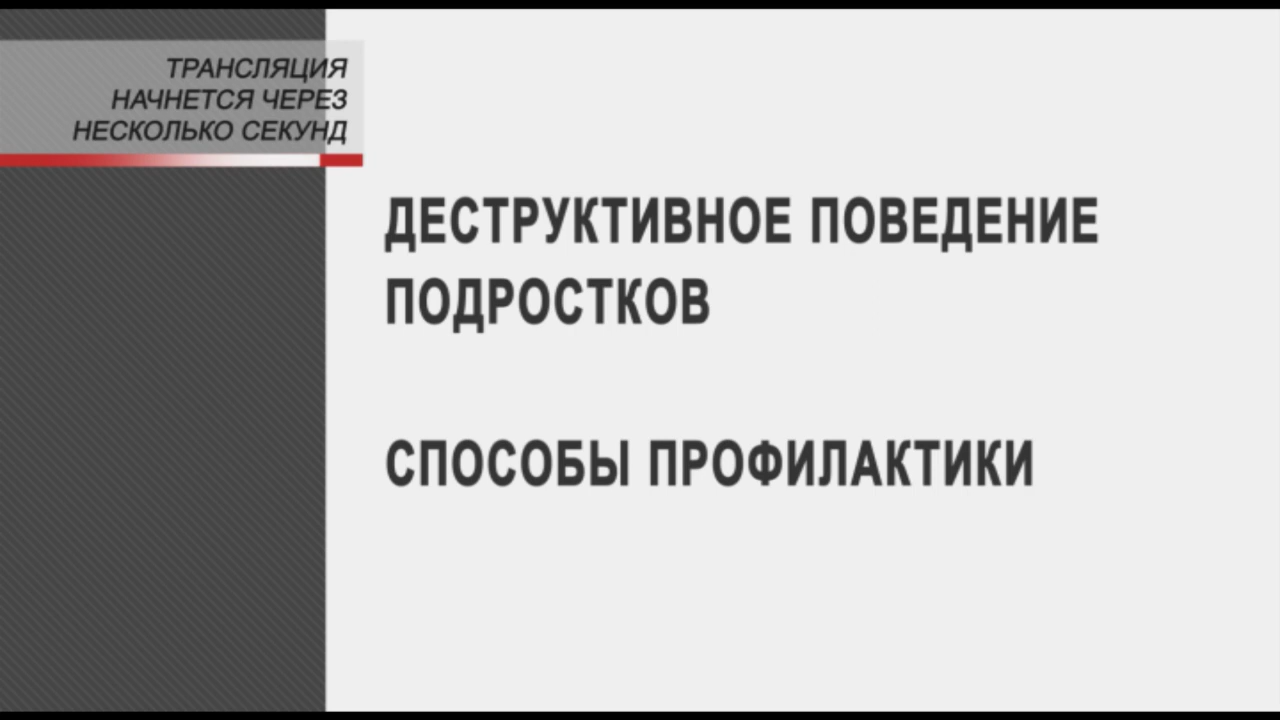 ТРАНСЛЯЦИЯ
НАЧНЕТСЯ ЧЕРЕЗ
НЕСКОЛЬКО СЕКУНД
ДЕСТРУКТИВНОЕ ПОВЕДЕНИЕ
ПОДРОСТКОВ
СПОСОБЫ ПРОФИЛАКТИКИ